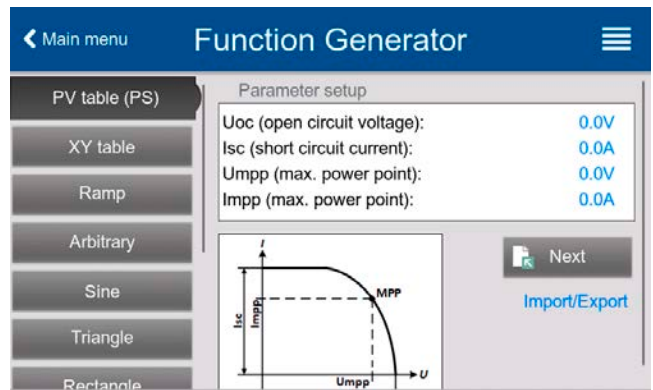 Main menu
Function Generator
PV table (PS)
XY table
Ramp
Arbitrary
Sine
Triangle
Rectangle
Parameter setup
Uoc (open circuit voltage): 0.0V
Isc (short circuit current): 0.0A
Umpp (max. power point): 0.0V
Impp (max. power point): 0.0A
I
Isc
Impp
MPP
Umpp
U
Next
Import/Export